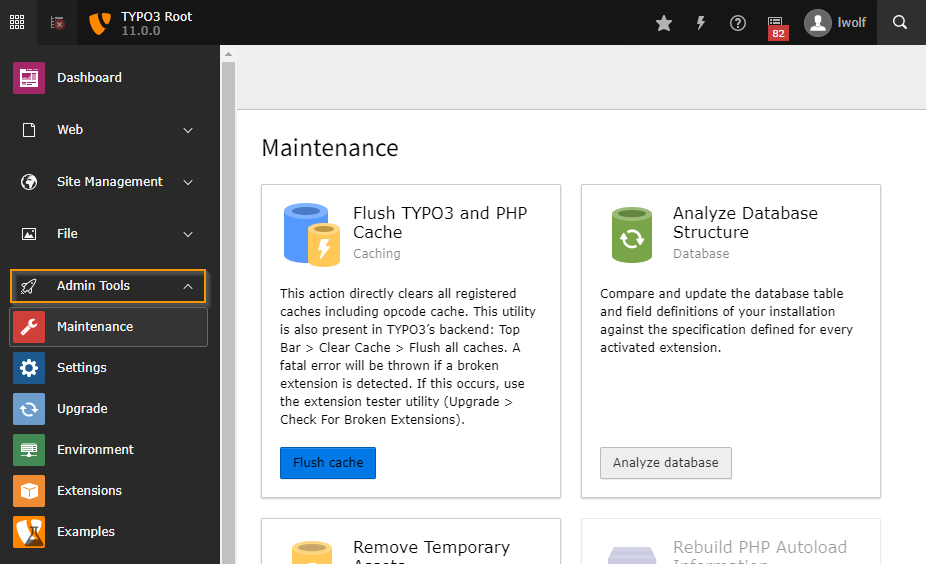 TYPO3 Root
11.0.0
82
lwolf
Dashboard
Web
Site Management
File
Admin Tools
Maintenance
Settings
Upgrade
Environment
Extensions
Examples
Maintenance
Flush TYPO3 and PHP
Cache
Caching
This action directly clears all registered
caches including opcode cache. This utility
is also present in TYPO3’s backend: Top
Bar > Clear Cache > Flush all caches. A
fatal error will be thrown if a broken
extension is detected. If this occurs, use
the extension tester utility (Upgrade >
Check For Broken Extensions).
Flush cache
Analyze Database
Structure
Database
Compare and update the database table
and field definitions of your installation
against the specification defined for every
activated extension.
Analyze database
Remove Temporary
Assets
Rebuild PHP Autoload
Information